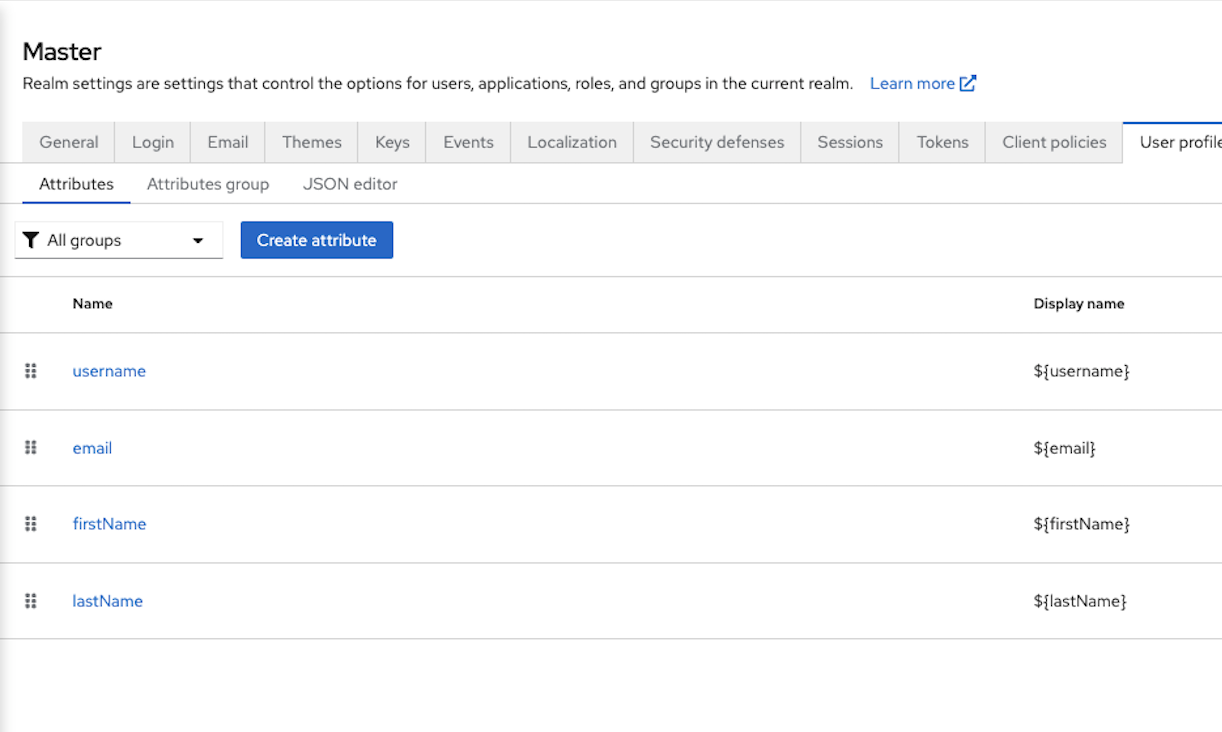 Master
Realm settings are settings that control the options for users, applications, roles, and groups in the current realm. Learn more
General Login Email Themes Keys Events Localization Security defenses Sessions Tokens Client policies User profile
Attributes Attributes group JSON editor
All groups Create attribute
Name Display name
username ${username}
email ${email}
firstName ${firstName}
lastName ${lastName}